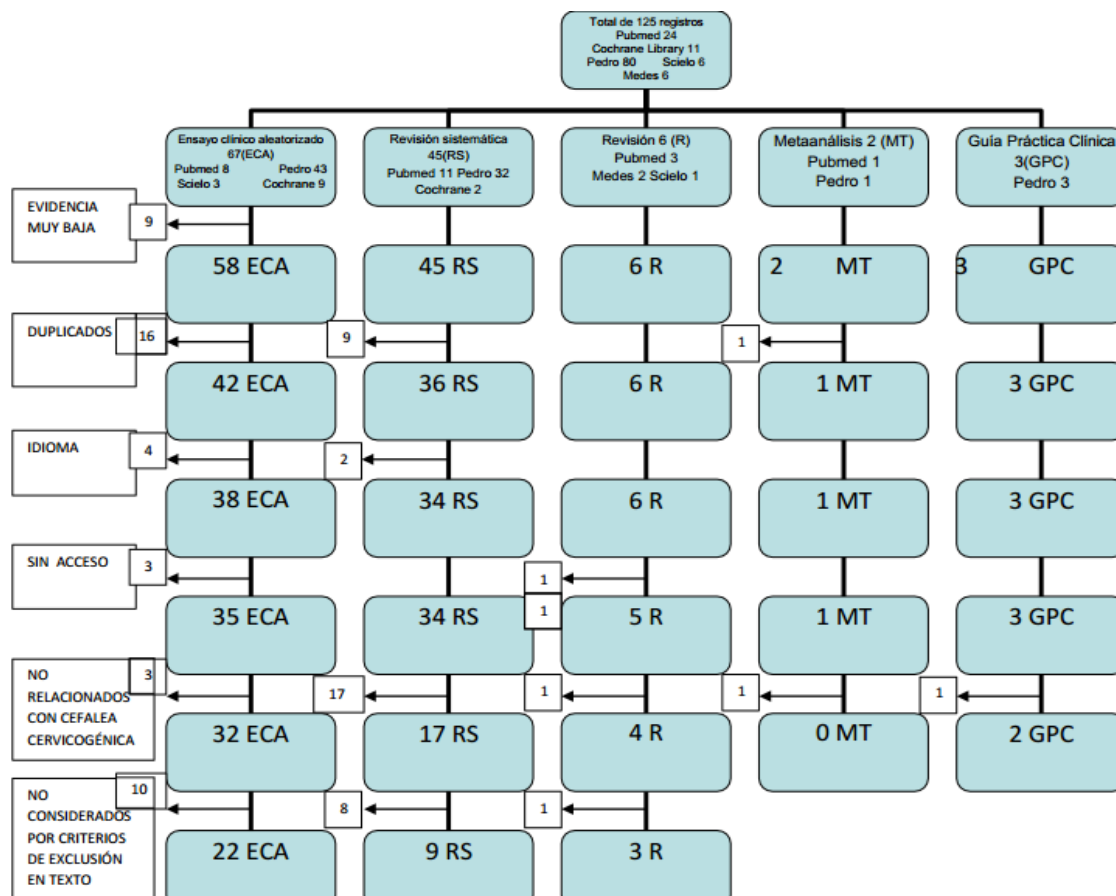 Total de 125 registros
Pubmed 24
Cochrane Library 11
Pedro 80 Scielo 6
Medes 6
Ensayo clínico aleatorizado
67(ECA)
Pubmed 8 Pedro 43
Scielo 3 Cochrane 9
Revisión sistemática
45(RS)
Pubmed 11 Pedro 32
Cochrane 2
Revisión 6 (R)
Pubmed 3
Medes 2 Scielo 1
Metaanálisis 2 (MT)
Pubmed 1
Pedro 1
Guía Práctica Clínica
3(GPC)
Pedro 3
EVIDENCIA
MUY BAJA
9
58 ECA
45 RS
6 R
2 MT
3 GPC
DUPLICADOS
16
9
1
42 ECA
36 RS
6 R
1 MT
3 GPC
IDIOMA
4
2
38 ECA
34 RS
6 R
1 MT
3 GPC
SIN ACCESO
3
1
1
35 ECA
34 RS
5 R
1 MT
3 GPC
NO
RELACIONADOS
CON CEFALEA
CERVICOGÉNICA
3
17
1
1
1
32 ECA
17 RS
4 R
0 MT
2 GPC
NO
CONSIDERADOS
POR CRITERIOS
DE EXCLUSIÓN
EN TEXTO
10
8
1
22 ECA
9 RS
3 R